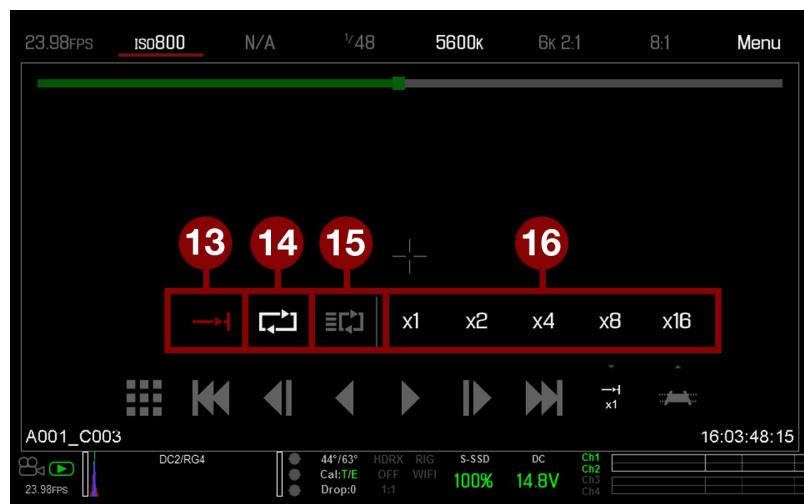 23.98FPS ISO800 N/A 1/48 5600K 6K 2:1 8:1 Menu
13 14 15 16
x1 x2 x4 x8 x16
x1
A001_C003 16:03:48:15
DC2/RG4 44°/63° HDRX RIG S-SSD DC Ch1
Cal:T/E OFF WIFI 100% 14.8V Ch2
23.98FPS Drop:0 1:1 Ch3
Ch4